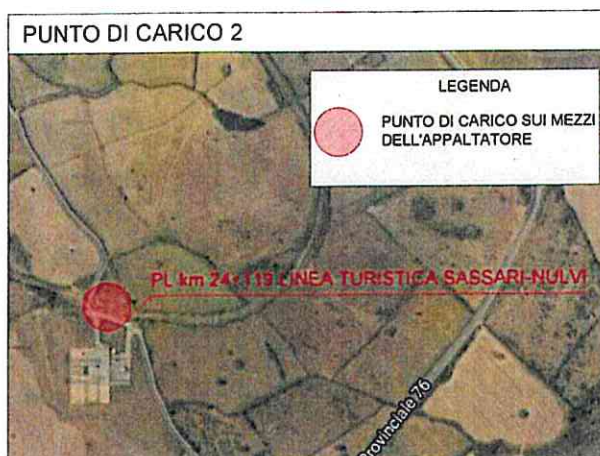 PUNTO DI CARICO 2
LEGENDA
PUNTO DI CARICO SUI MEZZI
DELL'APPALTATORE
PL km 24+119 LINEA TURISTICA SASSARI-NULVI
Provinciale 76